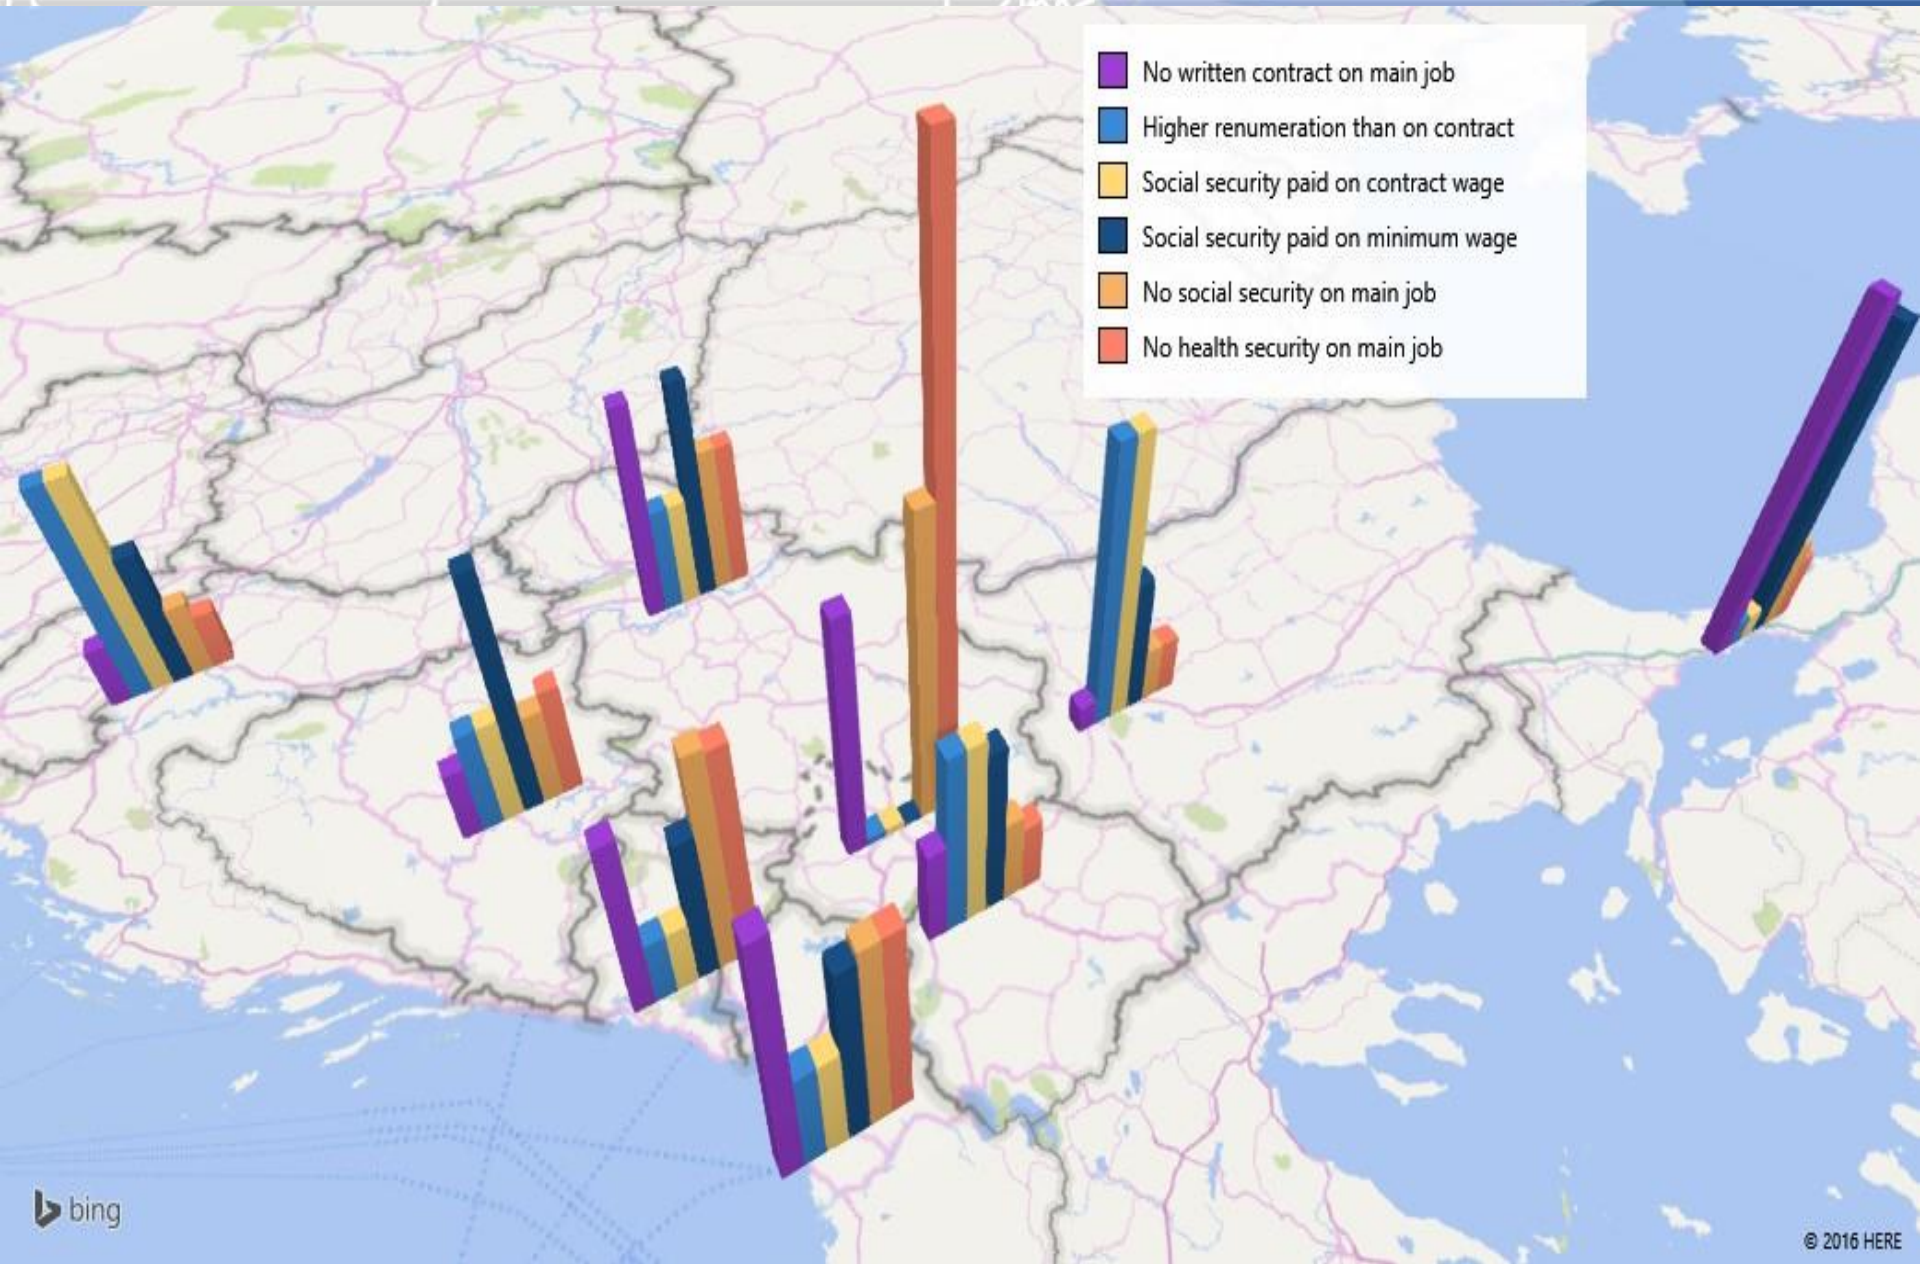 No written contract on main job
Higher renumeration than on contract
Social security paid on contract wage
Social security paid on minimum wage
No social security on main job
No health security on main job
bing
© 2016 HERE